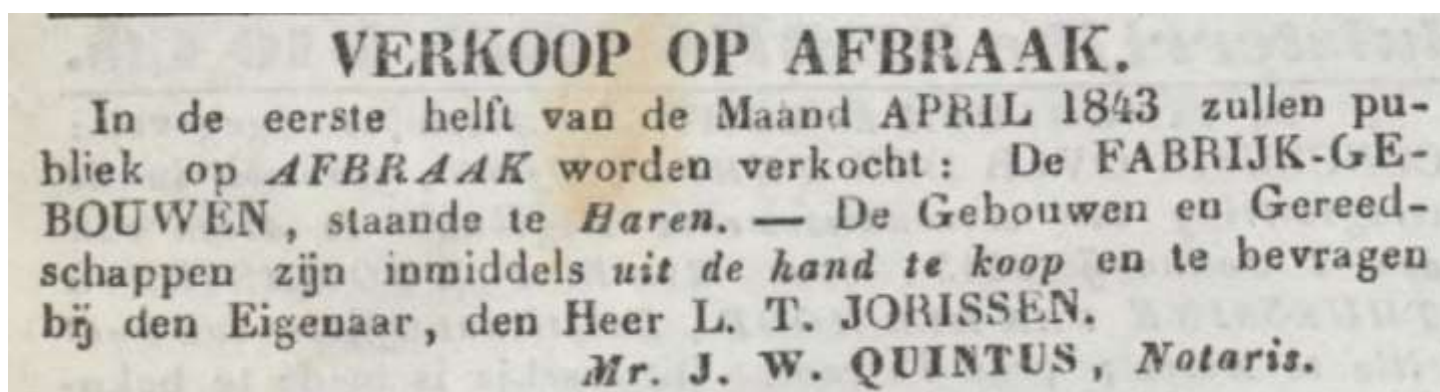 VERKOOP OP AFBRAAK.
In de eerste helft van de Maand APRIL 1843 zullen pu-
bliek op AFBRAAK worden verkocht: De FABRIJK-GE-
BOUWEN, staande te Haren. — De Gebouwen en Gereed-
schappen zijn inmiddels uit de hand te koop en te bevragen
bij den Eigenaar, den Heer L. T. JORISSEN.
Mr. J. W. QUINTUS, Notaris.